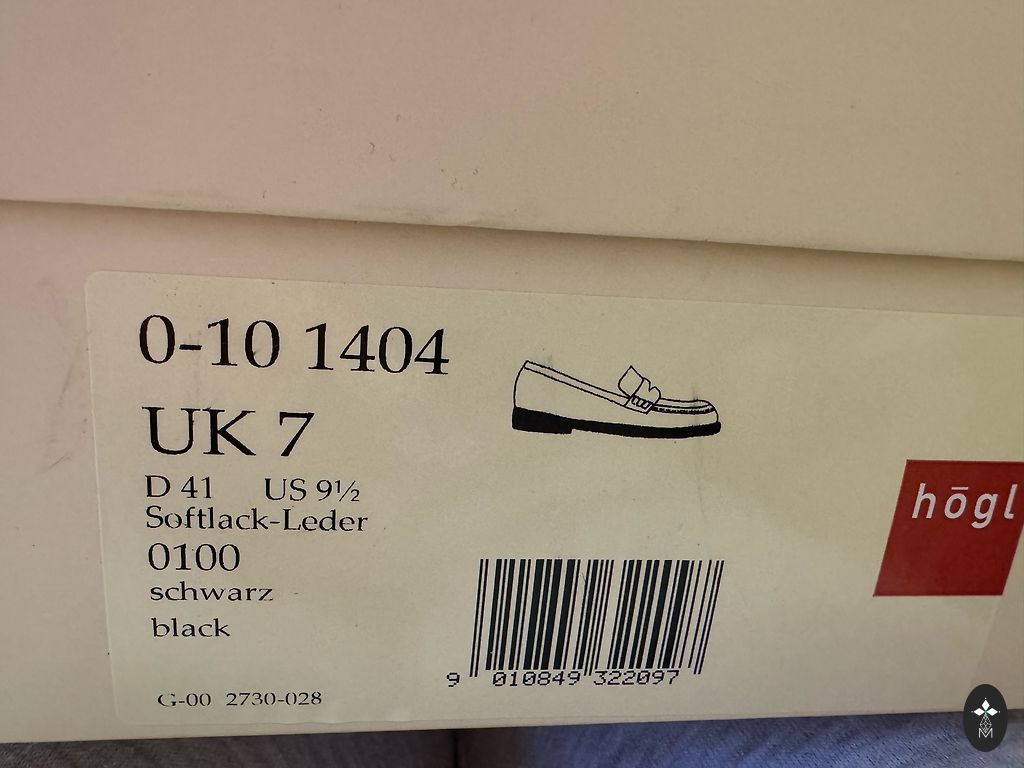 0-10 1404
UK 7
D 41 US 9½
Softlack-Leder
0100
schwarz
black
G-00 2730-028
9 010849 322097
högl
M